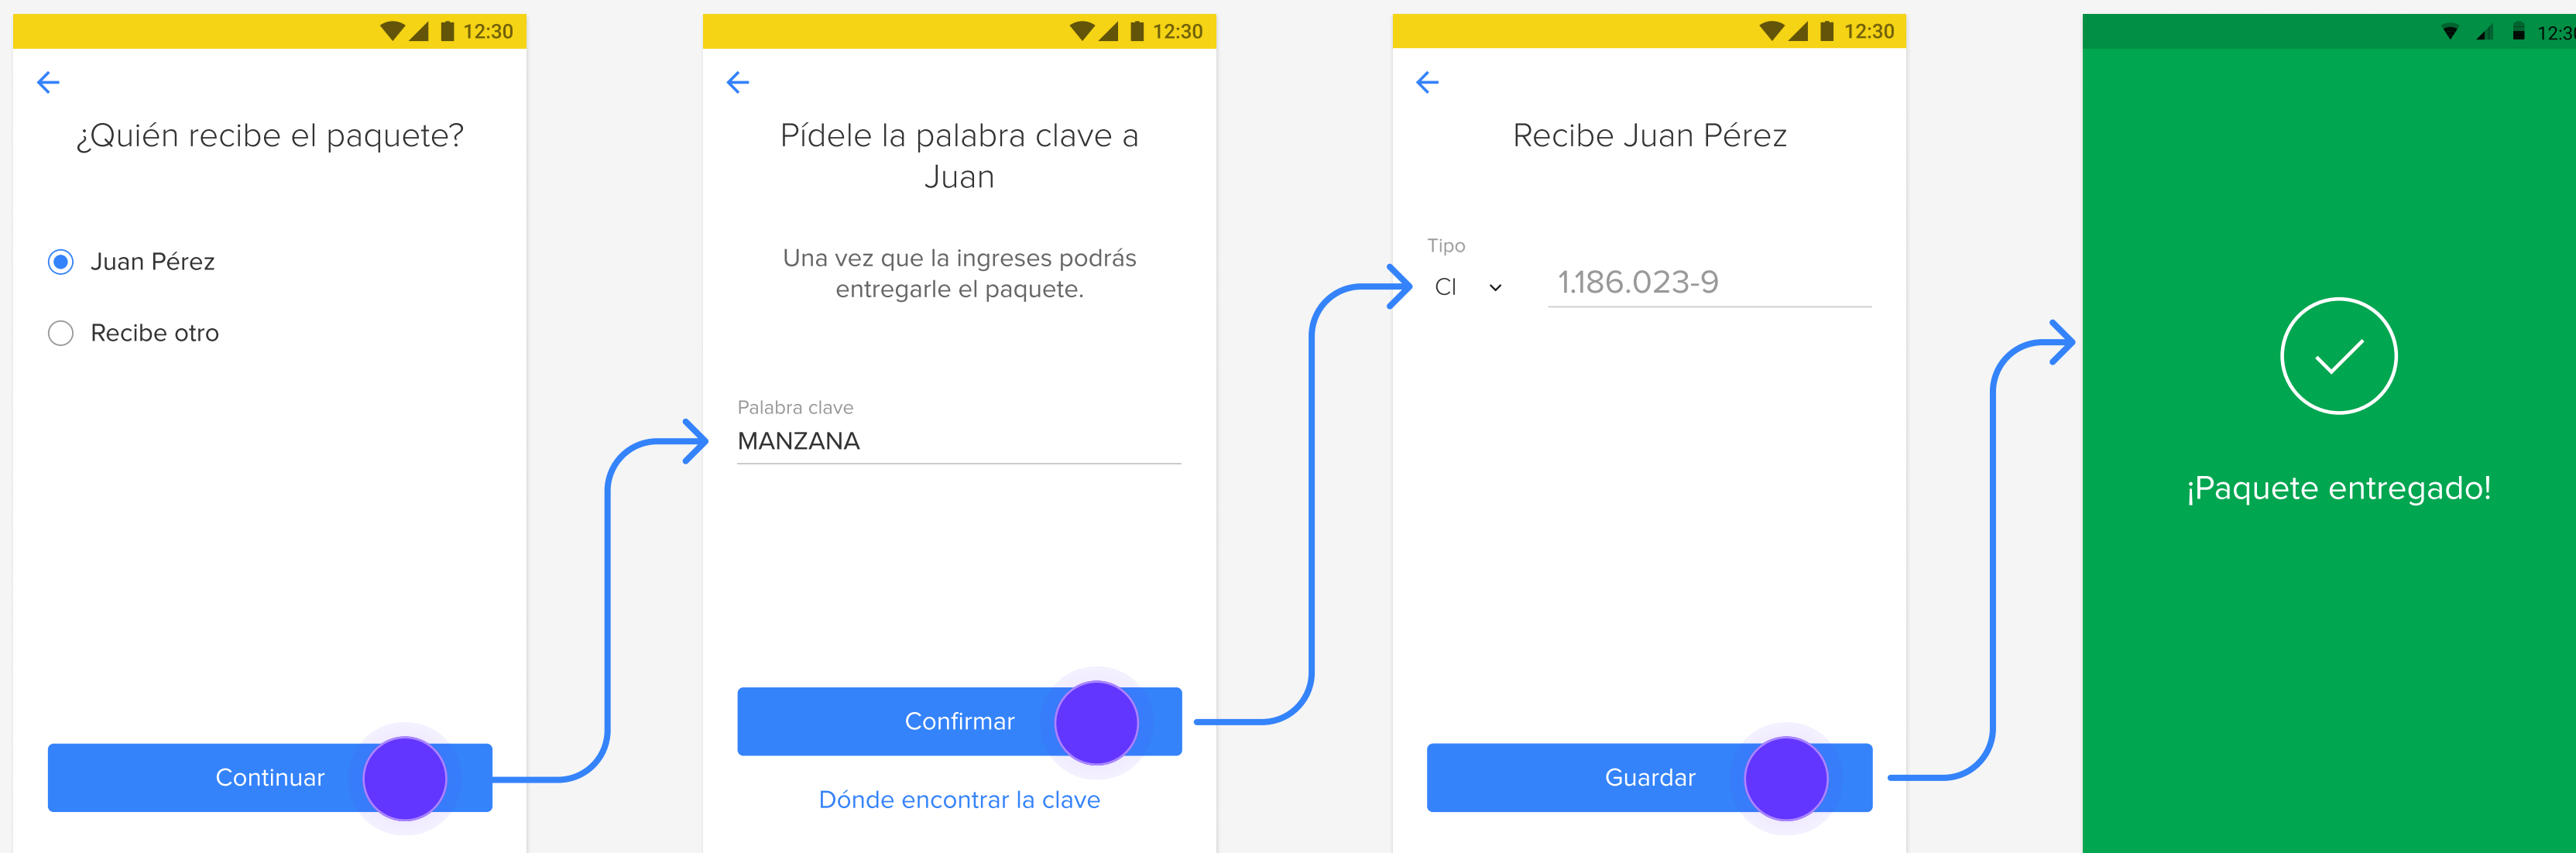 12:30
¿Quién recibe el paquete?
Juan Pérez
Recibe otro
Continuar
12:30
Pídele la palabra clave a
Juan
Una vez que la ingreses podrás
entregarle el paquete.
Palabra clave
MANZANA
Confirmar
Dónde encontrar la clave
12:30
Recibe Juan Pérez
Tipo
CI
1.186.023-9
Guardar
12:30
¡Paquete entregado!